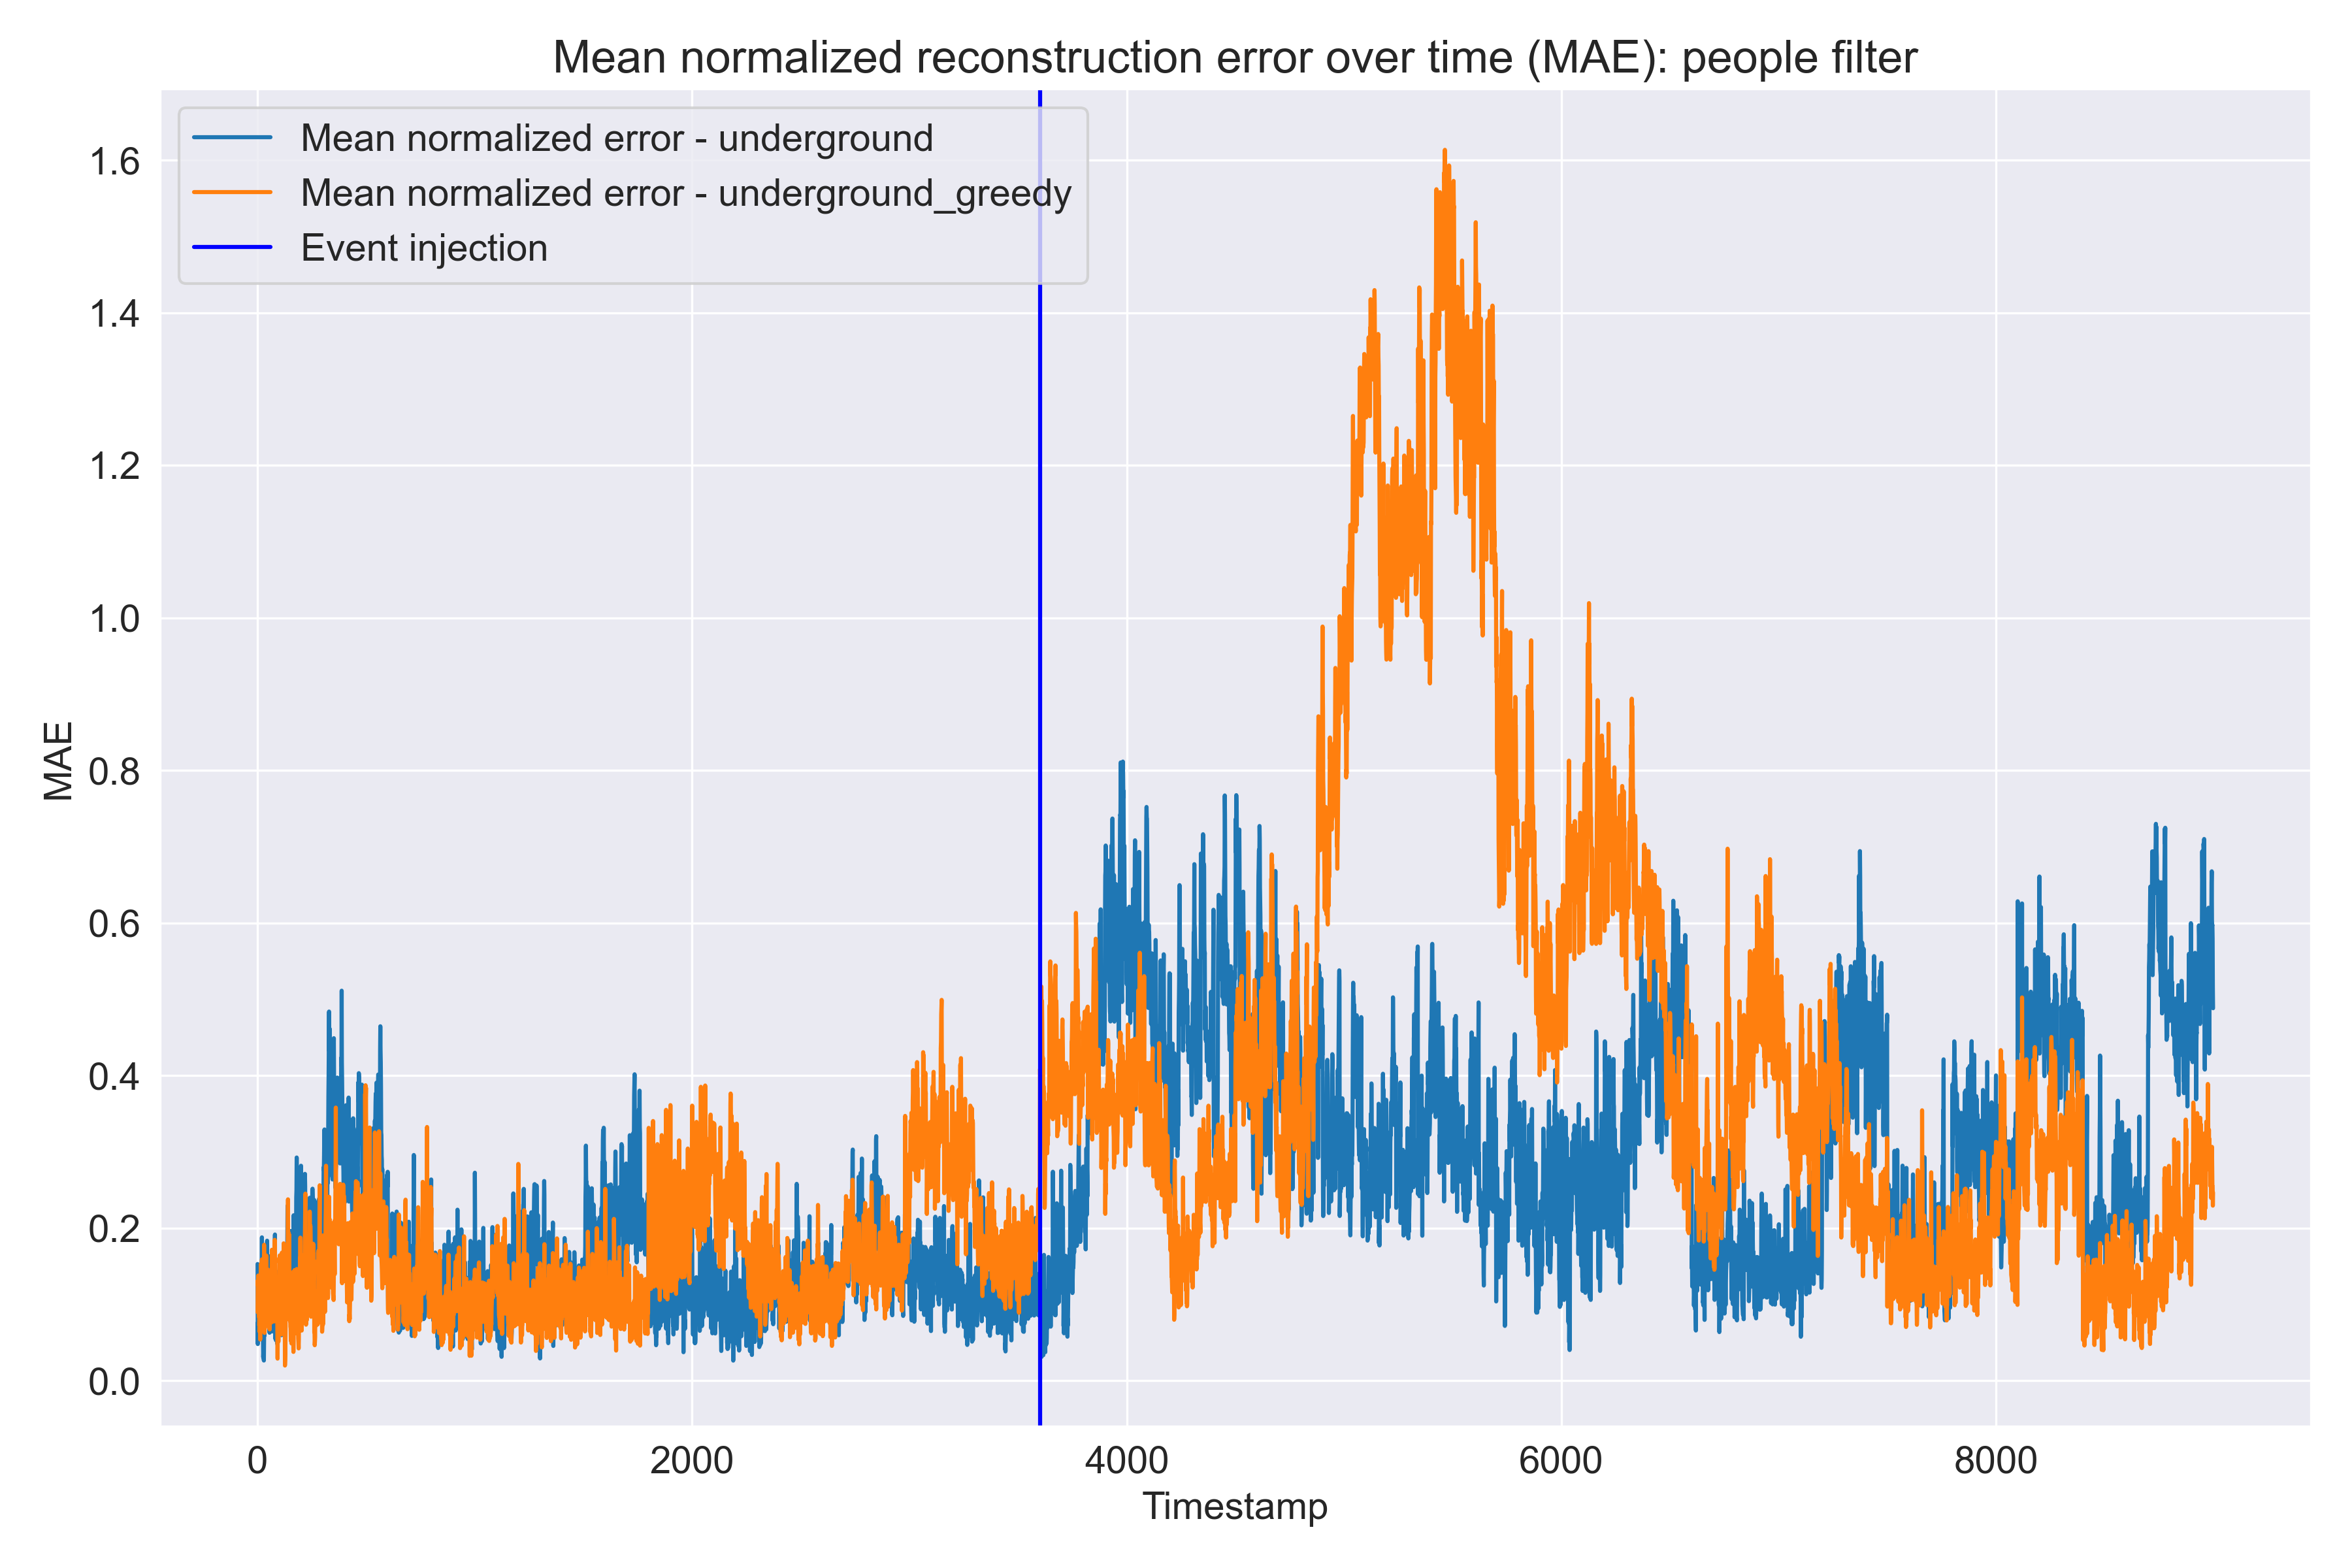 Mean normalized reconstruction error over time (MAE): people filter
Mean normalized error - underground
Mean normalized error - underground_greedy
Event injection
1.6
1.4
1.2
1.0
0.8
0.6
0.4
0.2
0.0
MAE
0 2000 4000 6000 8000
Timestamp